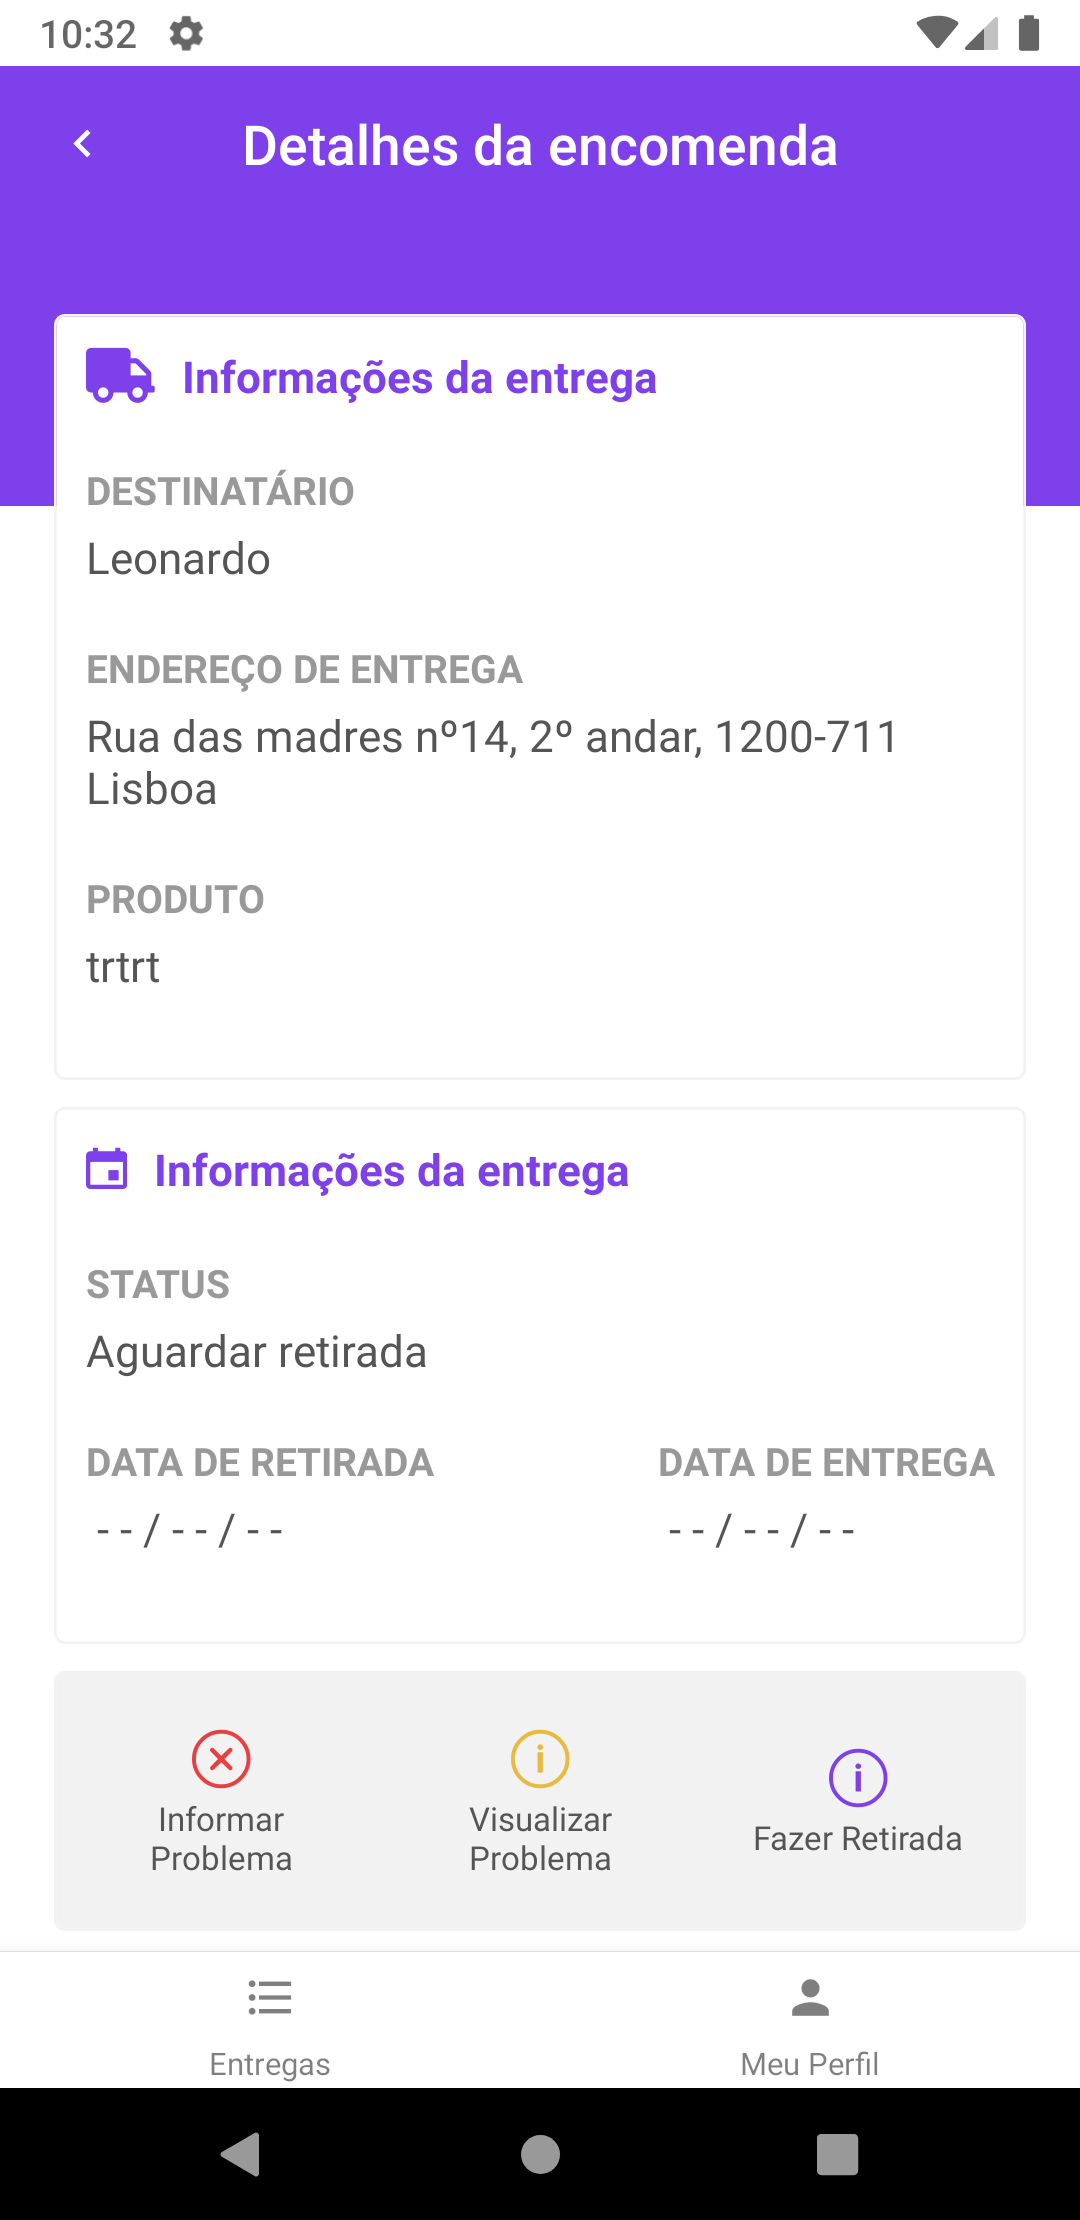 10:32
Detalhes da encomenda
Informações da entrega
DESTINATÁRIO
Leonardo
ENDEREÇO DE ENTREGA
Rua das madres nº14, 2º andar, 1200-711
Lisboa
PRODUTO
trtrt
Informações da entrega
STATUS
Aguardar retirada
DATA DE RETIRADA
DATA DE ENTREGA
- - / - - / - -
- - / - - / - -
Informar
Problema
Visualizar
Problema
Fazer Retirada
Entregas
Meu Perfil